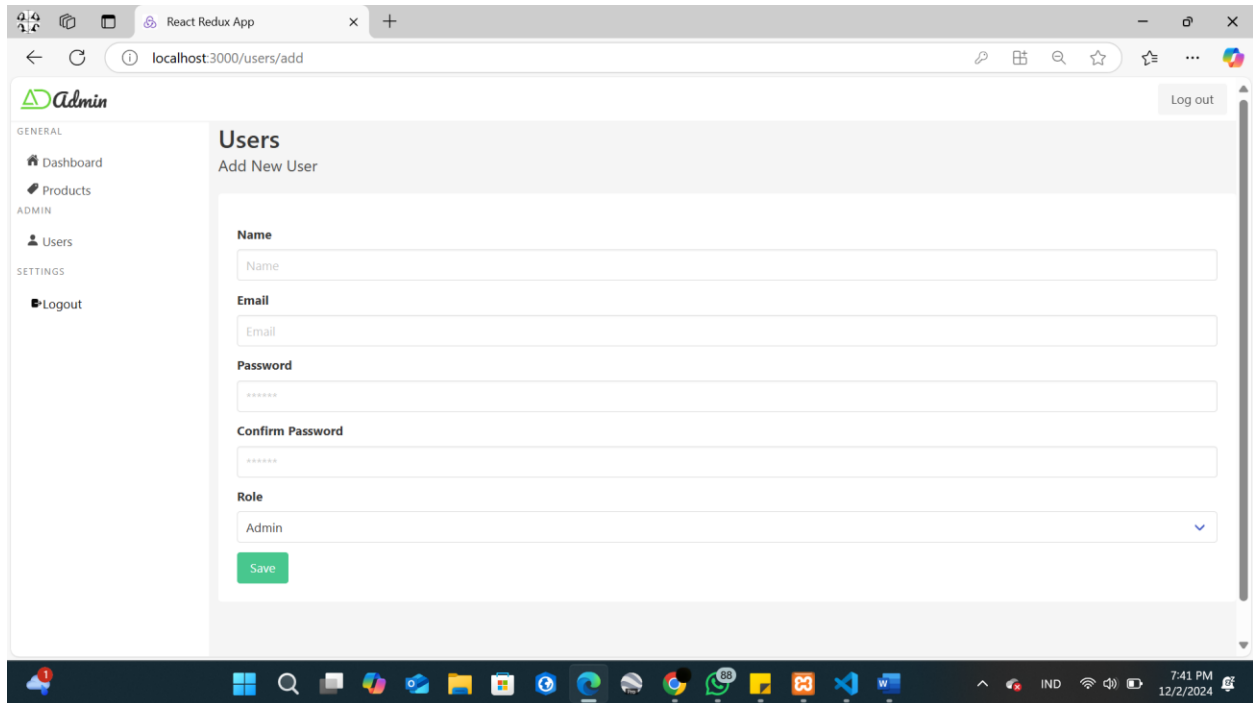 React Redux App
localhost:3000/users/add
Admin
Log out
GENERAL
Dashboard
Products
ADMIN
Users
SETTINGS
Logout
Users
Add New User
Name
Name
Email
Email
Password
******
Confirm Password
******
Role
Admin
Save
1
88
W
IND
7:41 PM
12/2/2024